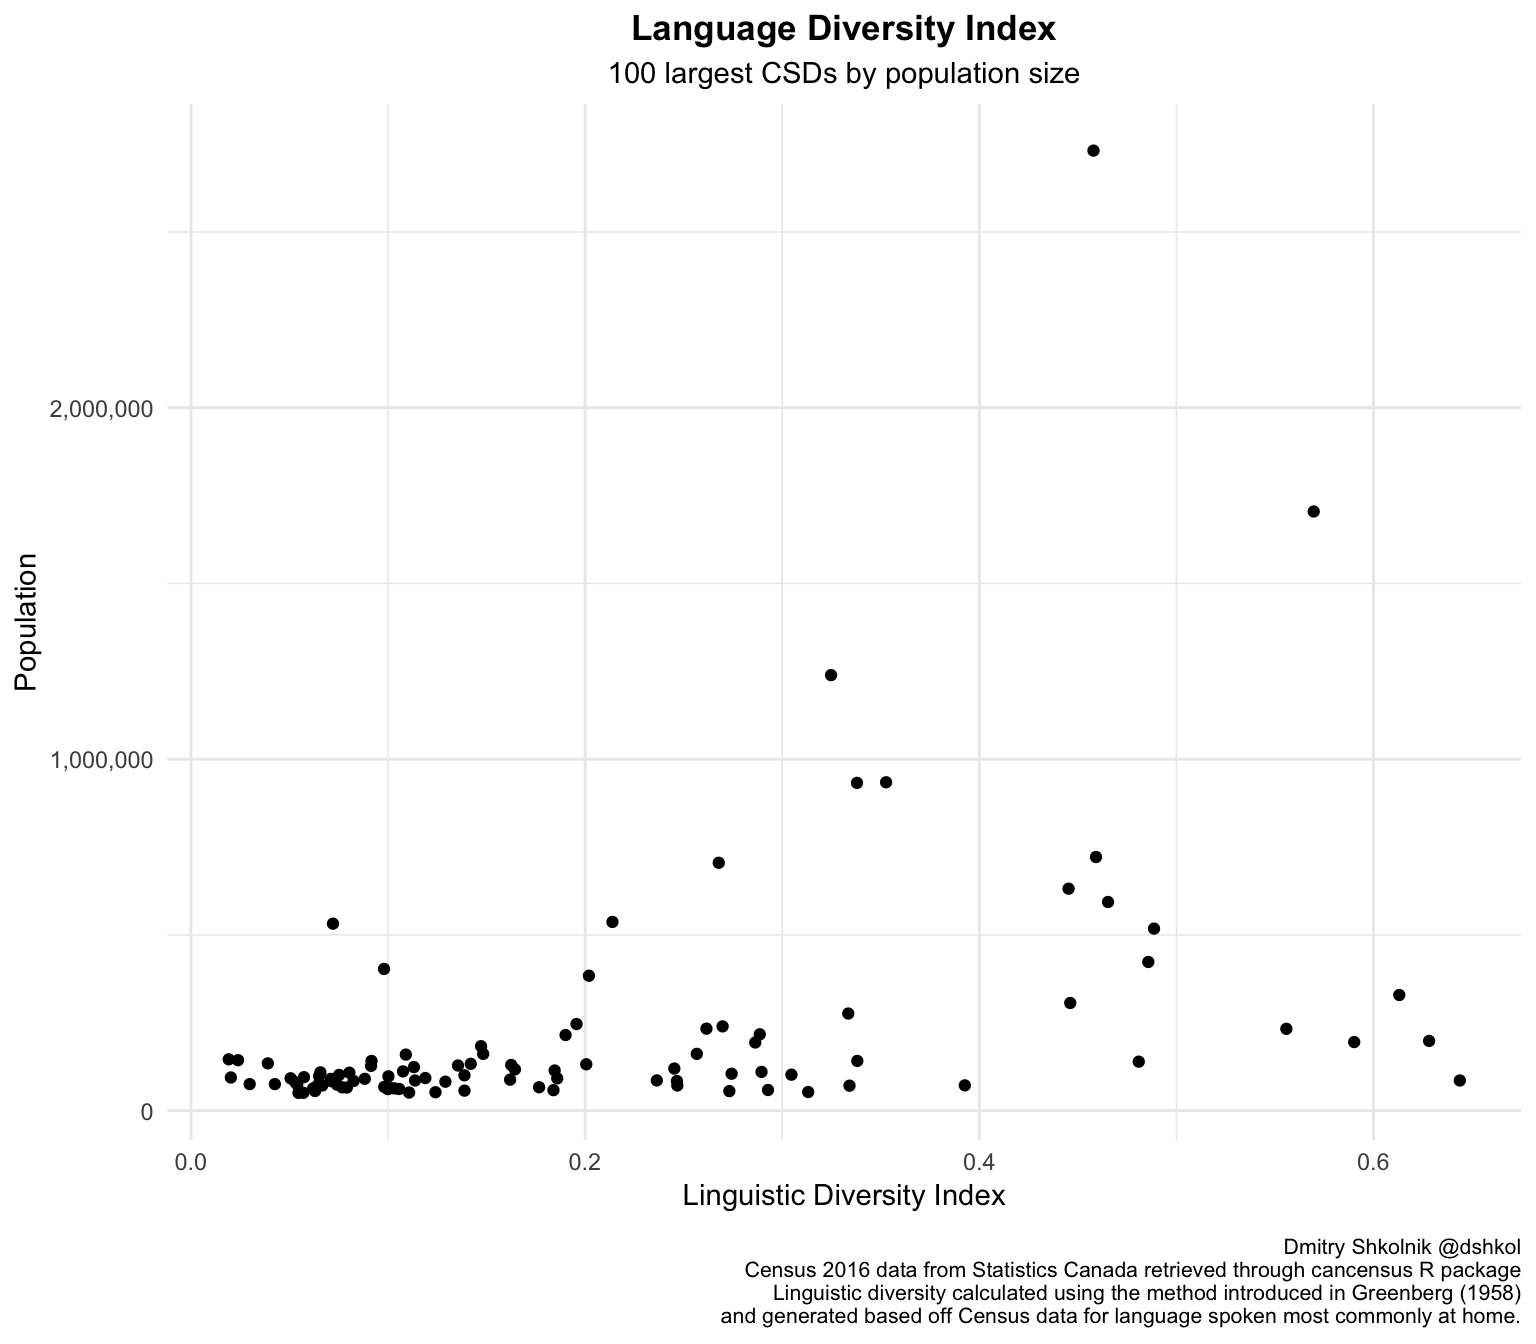 Language Diversity Index
100 largest CSDs by population size
Population
2,000,000
1,000,000
0
0.0 0.2 0.4 0.6
Linguistic Diversity Index
Dmitry Shkolnik @dshkol
Census 2016 data from Statistics Canada retrieved through cancensus R package
Linguistic diversity calculated using the method introduced in Greenberg (1958)
and generated based off Census data for language spoken most commonly at home.